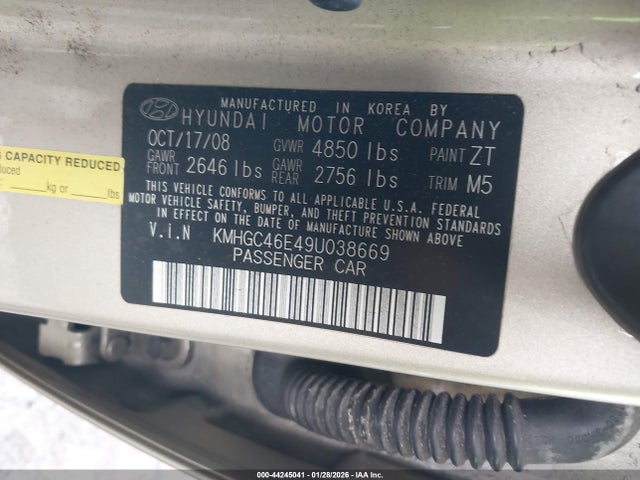 MANUFACTURED IN KOREA BY
HYUNDAI MOTOR COMPANY
OCT/17/08 GVWR 4850 lbs PAINT ZT
GAWR FRONT 2646 lbs GAWR REAR 2756 lbs TRIM M5
THIS VEHICLE CONFORMS TO ALL APPLICABLE U.S.A. FEDERAL
MOTOR VEHICLE SAFETY, BUMPER, AND THEFT PREVENTION STANDARDS
IN EFFECT ON THE DATE OF MANUFACTURE SHOWN ABOVE.
V.i.N KMHGC46E49U038669
PASSENGER CAR
CAPACITY REDUCED
kg or lbs
000-44245041 - 01/28/2026 - IAA Inc.